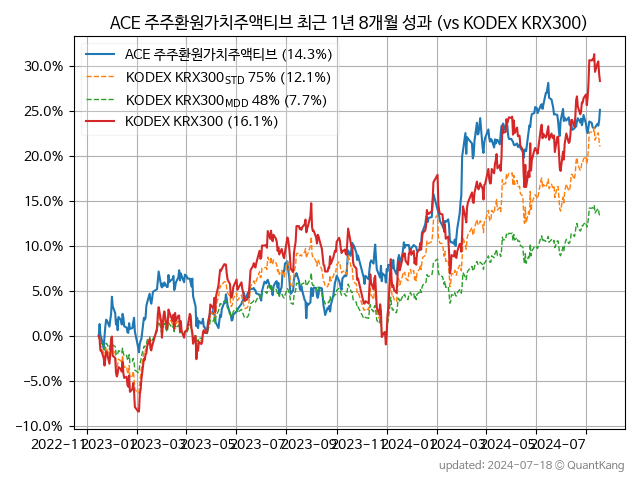 ACE 주주환원가치주액티브 최근 1년 8개월 성과 (vs KODEX KRX300)
ACE 주주환원가치주액티브 (14.3%)
KODEX KRX300STD 75% (12.1%)
KODEX KRX300MDD 48% (7.7%)
KODEX KRX300 (16.1%)
30.0%
25.0%
20.0%
15.0%
10.0%
5.0%
0.0%
−5.0%
−10.0%
2022-11 2023-01 2023-03 2023-05 2023-07 2023-09 2023-11 2024-01 2024-03 2024-05 2024-07
updated: 2024-07-18 © QuantKang